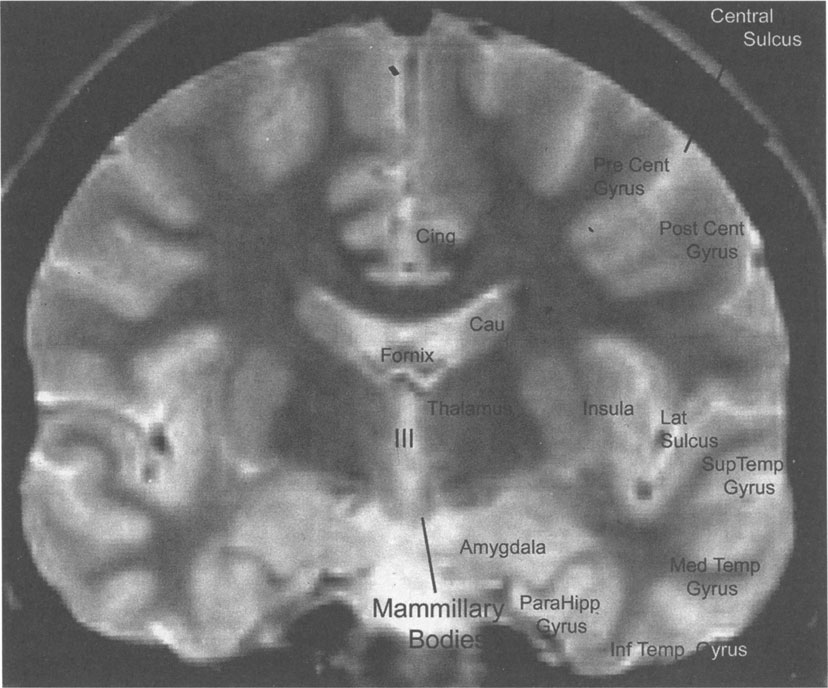 Central
Sulcus
Pre Cent
Gyrus
Post Cent
Gyrus
Cing
Cau
Fornix
Thalamus
Insula
Lat
Sulcus
III
SupTemp
Gyrus
Amygdala
Med Temp
Gyrus
Mammillary
Bodies
ParaHipp
Gyrus
Inf Temp Gyrus